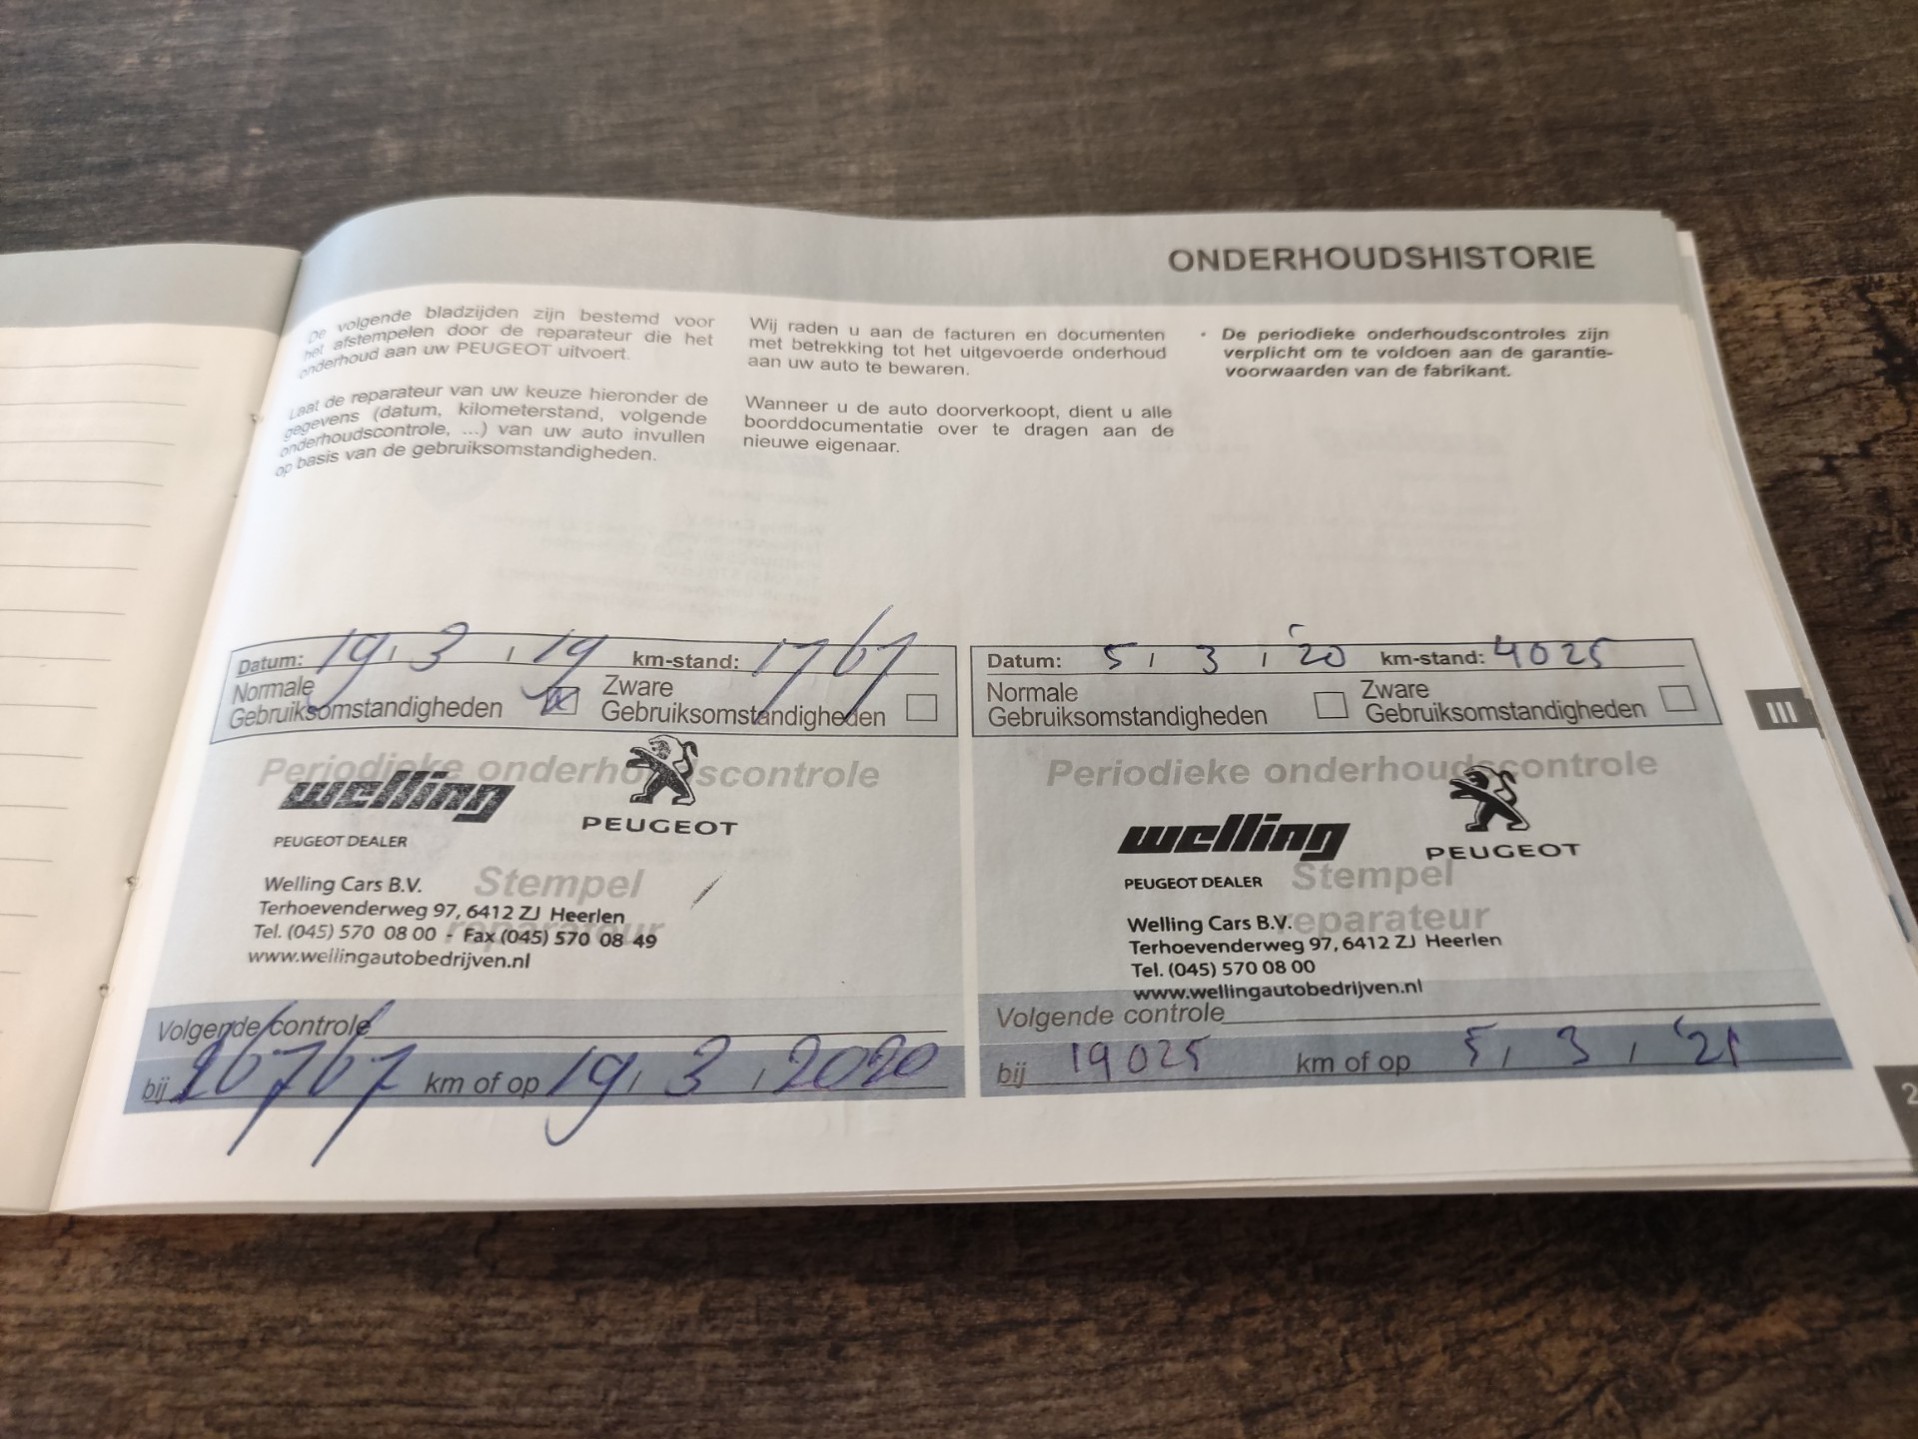 ONDERHOUDSHISTORIE
De volgende bladzijden zijn bestemd voor
het afstempelen door de reparateur die het
onderhoud aan uw PEUGEOT uitvoert.
Laat de reparateur van uw keuze hieronder de
gegevens (datum, kilometerstand, volgende
onderhoudscontrole, ...) van uw auto invullen
op basis van de gebruiksomstandigheden.
Wij raden u aan de facturen en documenten
met betrekking tot het uitgevoerde onderhoud
aan uw auto te bewaren.
Wanneer u de auto doorverkoopt, dient u alle
boorddocumentatie over te dragen aan de
nieuwe eigenaar.
• De periodieke onderhoudscontroles zijn
verplicht om te voldoen aan de garantie-
voorwaarden van de fabrikant.
Datum: 19 / 3 / 19 km-stand: 1767
Normale
Gebruiksomstandigheden
Zware
Gebruiksomstandigheden
Periodieke onderhoudscontrole
welling
PEUGEOT
PEUGEOT DEALER
Stempel
reparateur
Welling Cars B.V.
Terhoevenderweg 97, 6412 ZJ Heerlen
Tel. (045) 570 08 00 - Fax (045) 570 08 49
www.wellingautobedrijven.nl
Volgende controle
bij 16767 km of op 19 / 3 / 2020
Datum: 5 / 3 / '20 km-stand: 4025
Normale
Gebruiksomstandigheden
Zware
Gebruiksomstandigheden
Periodieke onderhoudscontrole
welling
PEUGEOT
PEUGEOT DEALER
Stempel
reparateur
Welling Cars B.V.
Terhoevenderweg 97, 6412 ZJ Heerlen
Tel. (045) 570 08 00
www.wellingautobedrijven.nl
Volgende controle
bij 19025 km of op 5 / 3 / '21
III